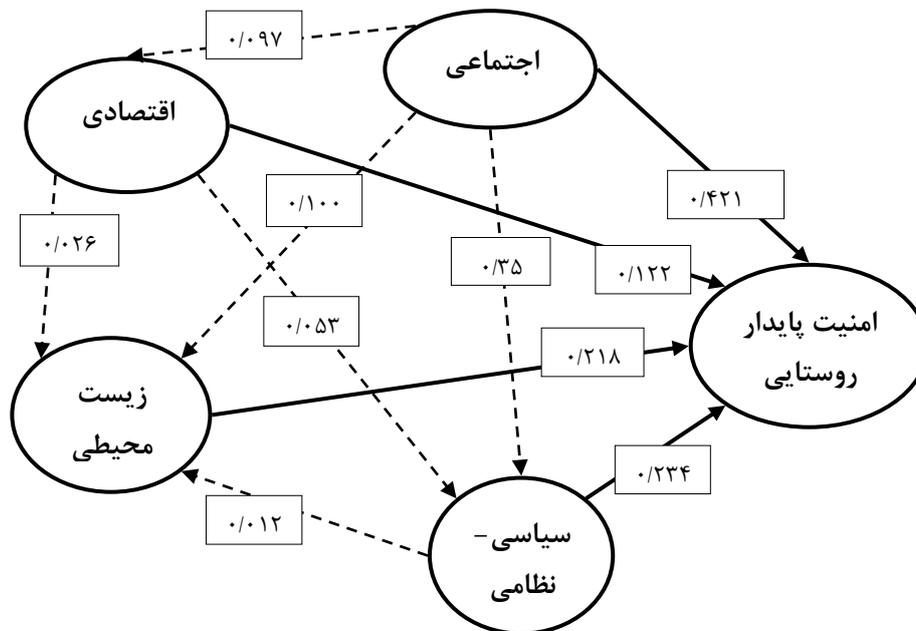 ۰/۰۹۷
اجتماعی
اقتصادی
۰/۱۰۰
۰/۴۲۱
۰/۰۲۶
۰/۳۵
۰/۱۲۲
۰/۰۵۳
امنیت پایدار
روستایی
۰/۲۱۸
زیست
محیطی
۰/۲۳۴
۰/۰۱۲
سیاسی-
نظامی